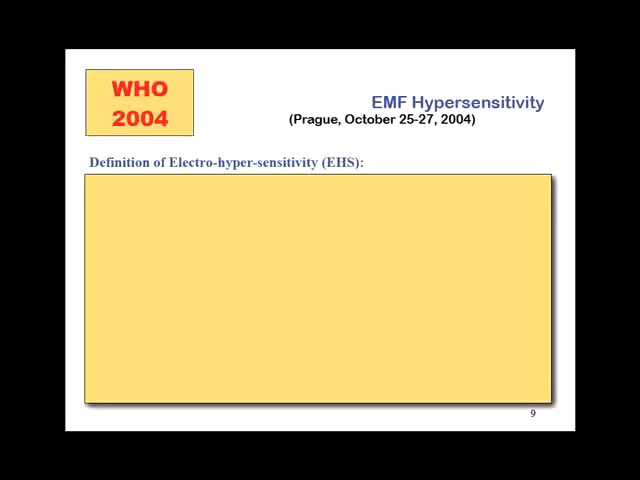 WHO
2004
EMF Hypersensitivity
(Prague, October 25-27, 2004)
Definition of Electro-hyper-sensitivity (EHS):
9